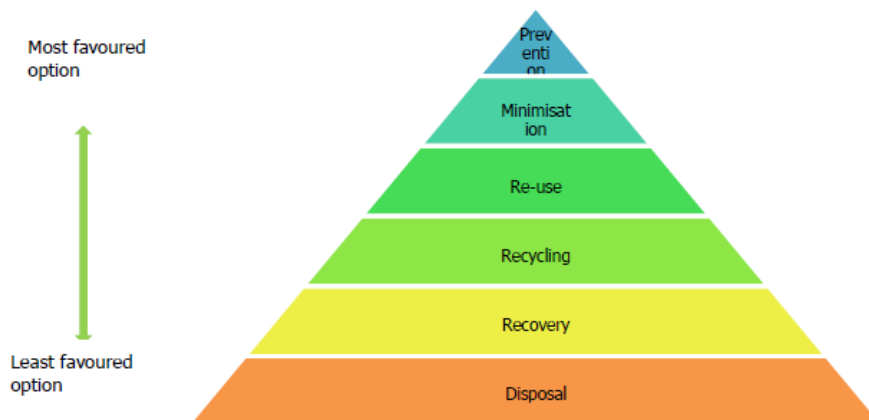 Most favoured
option
Prev
enti
on
Minimisat
ion
Re-use
Recycling
Recovery
Least favoured
option
Disposal